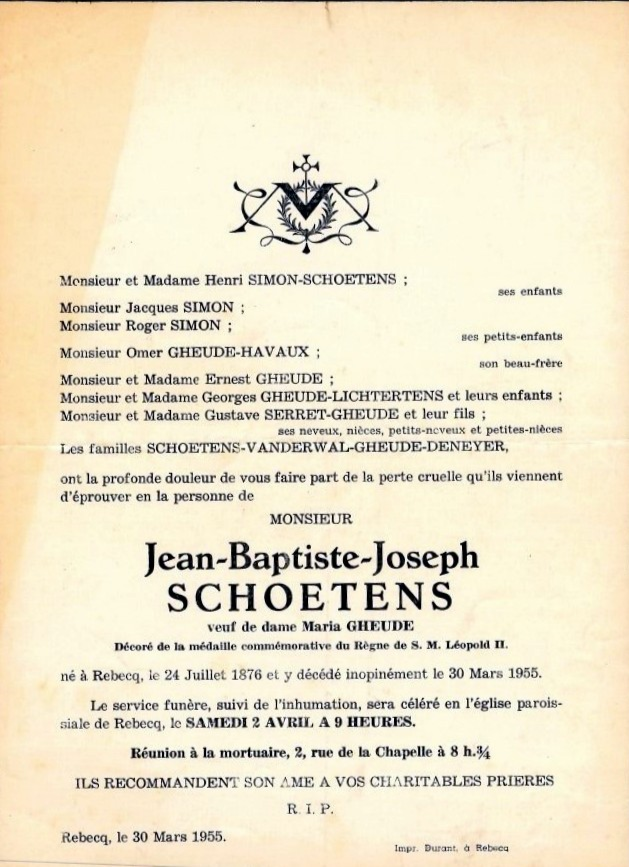 Monsieur et Madame Henri SIMON-SCHOETENS ;
ses enfants
Monsieur Jacques SIMON ;
Monsieur Roger SIMON ;
ses petits-enfants
Monsieur Omer GHEUDE-HAVAUX ;
son beau-frère
Monsieur et Madame Ernest GHEUDE ;
Monsieur et Madame Georges GHEUDE-LICHTERTENS et leurs enfants ;
Monsieur et Madame Gustave SERRET-GHEUDE et leur fils ;
ses neveux, nièces, petits-neveux et petites-nièces
Les familles SCHOETENS-VANDERWAL-GHEUDE-DENEYER,
ont la profonde douleur de vous faire part de la perte cruelle qu'ils viennent
d'éprouver en la personne de
MONSIEUR
Jean-Baptiste-Joseph
SCHOETENS
veuf de dame Maria GHEUDE
Décoré de la médaille commémorative du Règne de S. M. Léopold II.
né à Rebecq, le 24 Juillet 1876 et y décédé inopinément le 30 Mars 1955.
Le service funère, suivi de l'inhumation, sera céléré en l'église parois-
siale de Rebecq, le SAMEDI 2 AVRIL A 9 HEURES.
Réunion à la mortuaire, 2, rue de la Chapelle à 8 h.¾
ILS RECOMMANDENT SON AME A VOS CHARITABLES PRIERES
R. I. P.
Rebecq, le 30 Mars 1955.
Impr. Durant, à Rebecq